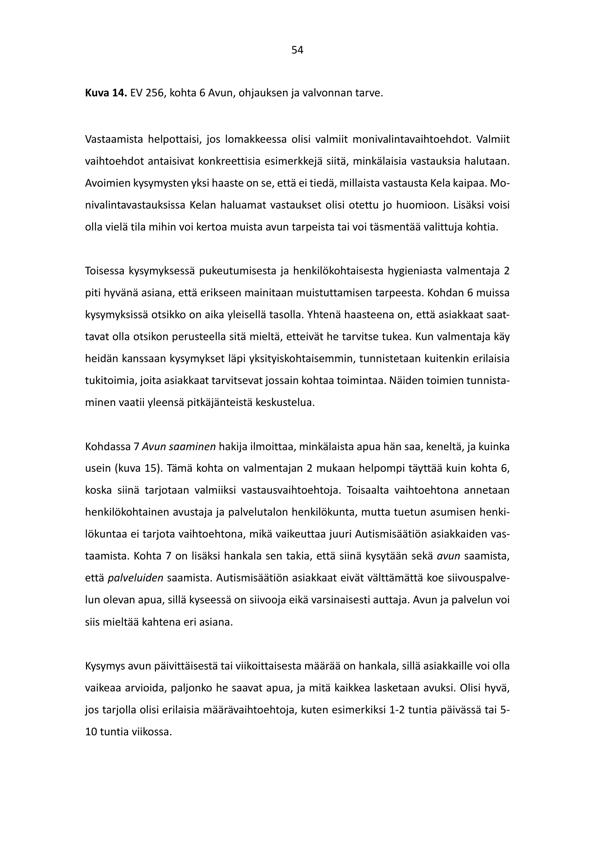 54
Kuva 14. EV 256, kohta 6 Avun, ohjauksen ja valvonnan tarve.
Vastaamista helpottaisi, jos lomakkeessa olisi valmiit monivalintavaihtoehdot. Valmiit
vaihtoehdot antaisivat konkreettisia esimerkkejä siitä, minkälaisia vastauksia halutaan.
Avoimien kysymysten yksi haaste on se, että ei tiedä, millaista vastausta Kela kaipaa. Mo-
nivalintavastauksissa Kelan haluamat vastaukset olisi otettu jo huomioon. Lisäksi voisi
olla vielä tila mihin voi kertoa muista avun tarpeista tai voi täsmentää valittuja kohtia.
Toisessa kysymyksessä pukeutumisesta ja henkilökohtaisesta hygieniasta valmentaja 2
piti hyvänä asiana, että erikseen mainitaan muistuttamisen tarpeesta. Kohdan 6 muissa
kysymyksissä otsikko on aika yleisellä tasolla. Yhtenä haasteena on, että asiakkaat saat-
tavat olla otsikon perusteella sitä mieltä, etteivät he tarvitse tukea. Kun valmentaja käy
heidän kanssaan kysymykset läpi yksityiskohtaisemmin, tunnistetaan kuitenkin erilaisia
tukitoimia, joita asiakkaat tarvitsevat jossain kohtaa toimintaa. Näiden toimien tunnista-
minen vaatii yleensä pitkäjänteistä keskustelua.
Kohdassa 7 Avun saaminen hakija ilmoittaa, minkälaista apua hän saa, keneltä, ja kuinka
usein (kuva 15). Tämä kohta on valmentajan 2 mukaan helpompi täyttää kuin kohta 6,
koska siinä tarjotaan valmiiksi vastausvaihtoehtoja. Toisaalta vaihtoehtona annetaan
henkilökohtainen avustaja ja palvelutalon henkilökunta, mutta tuetun asumisen henki-
lökuntaa ei tarjota vaihtoehtona, mikä vaikeuttaa juuri Autismisäätiön asiakkaiden vas-
taamista. Kohta 7 on lisäksi hankala sen takia, että siinä kysytään sekä avun saamista,
että palveluiden saamista. Autismisäätiön asiakkaat eivät välttämättä koe siivouspalve-
lun olevan apua, sillä kyseessä on siivooja eikä varsinaisesti auttaja. Avun ja palvelun voi
siis mieltää kahtena eri asiana.
Kysymys avun päivittäisestä tai viikoittaisesta määrää on hankala, sillä asiakkaille voi olla
vaikeaa arvioida, paljonko he saavat apua, ja mitä kaikkea lasketaan avuksi. Olisi hyvä,
jos tarjolla olisi erilaisia määrävaihtoehtoja, kuten esimerkiksi 1-2 tuntia päivässä tai 5-
10 tuntia viikossa.